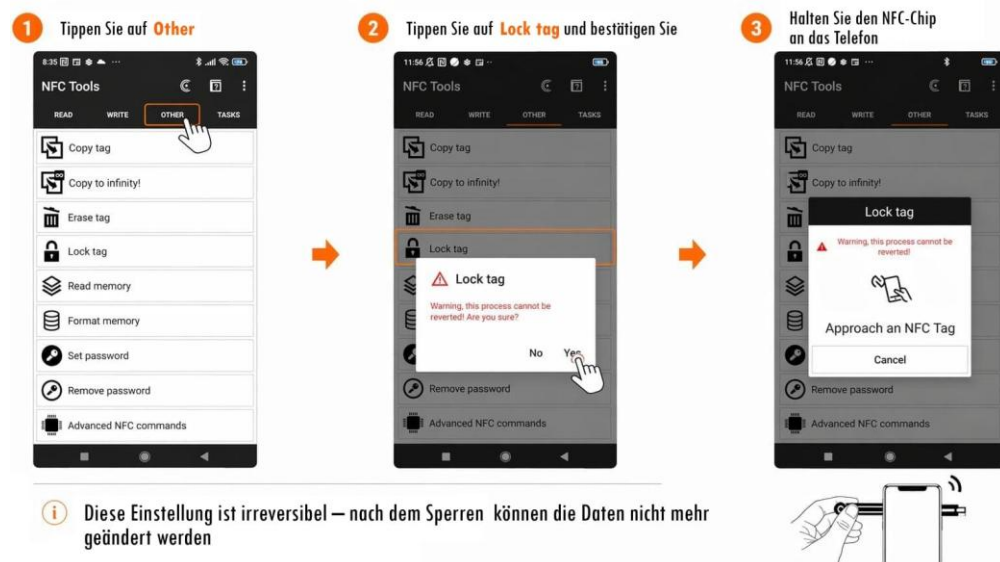 1 Tippen Sie auf Other
8:35
NFC Tools
READ WRITE OTHER TASKS
Copy tag
Copy to infinity!
Erase tag
Lock tag
Read memory
Format memory
Set password
Remove password
Advanced NFC commands
2 Tippen Sie auf Lock tag und bestätigen Sie
11:56
NFC Tools
READ WRITE OTHER TASKS
Copy tag
Copy to infinity!
Erase tag
Lock tag
Lock tag
Warning, this process cannot be
reverted! Are you sure?
No Yes
Remove password
Advanced NFC commands
3 Halten Sie den NFC-Chip
an das Telefon
11:56
NFC Tools
READ WRITE OTHER TASKS
Copy tag
Copy to infinity!
Lock tag
Warning, this process cannot be
reverted!
Approach an NFC Tag
Cancel
Remove password
Advanced NFC commands
i Diese Einstellung ist irreversibel – nach dem Sperren können die Daten nicht mehr
geändert werden